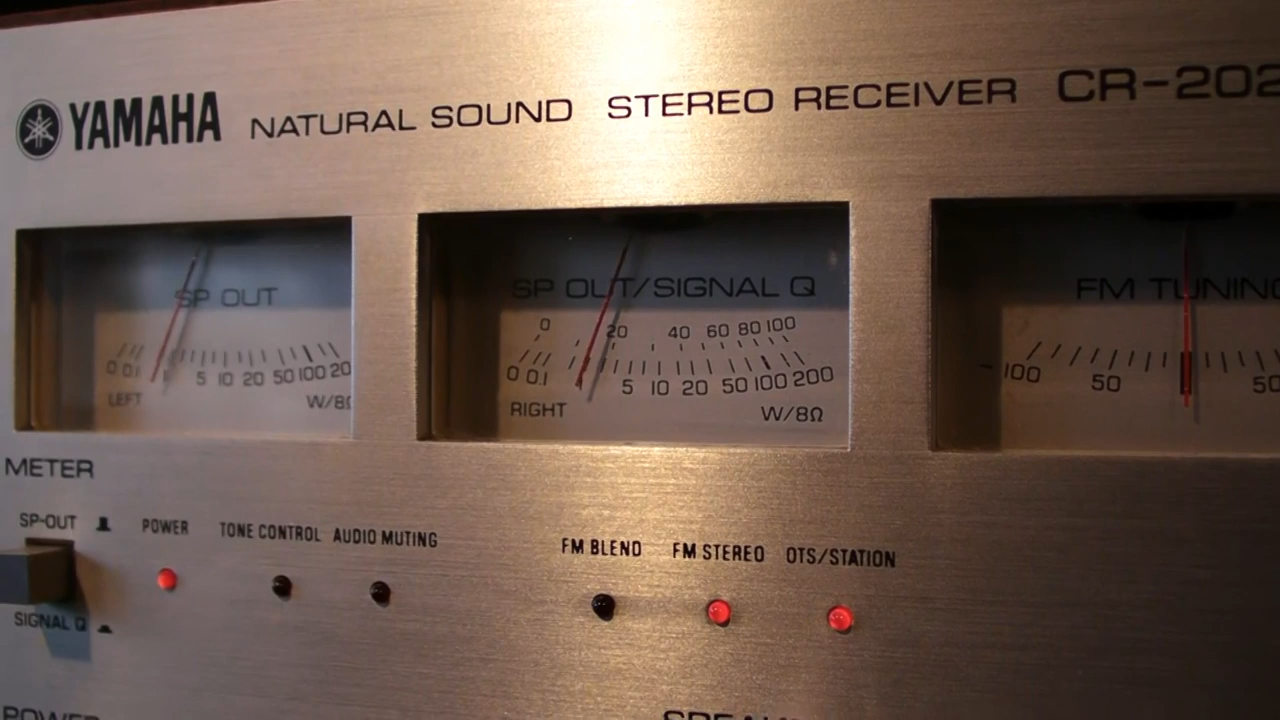 YAMAHA NATURAL SOUND STEREO RECEIVER CR-202
SP OUT
0 0.1 1 5 10 20 50 100 20
LEFT W/8Ω
SP OUT/SIGNAL Q
0 20 40 60 80 100
0 0.1 5 10 20 50 100 200
RIGHT W/8Ω
FM TUNING
100 50 50
METER
SP-OUT
SIGNAL Q
POWER TONE CONTROL AUDIO MUTING
FM BLEND FM STEREO OTS/STATION
POWER